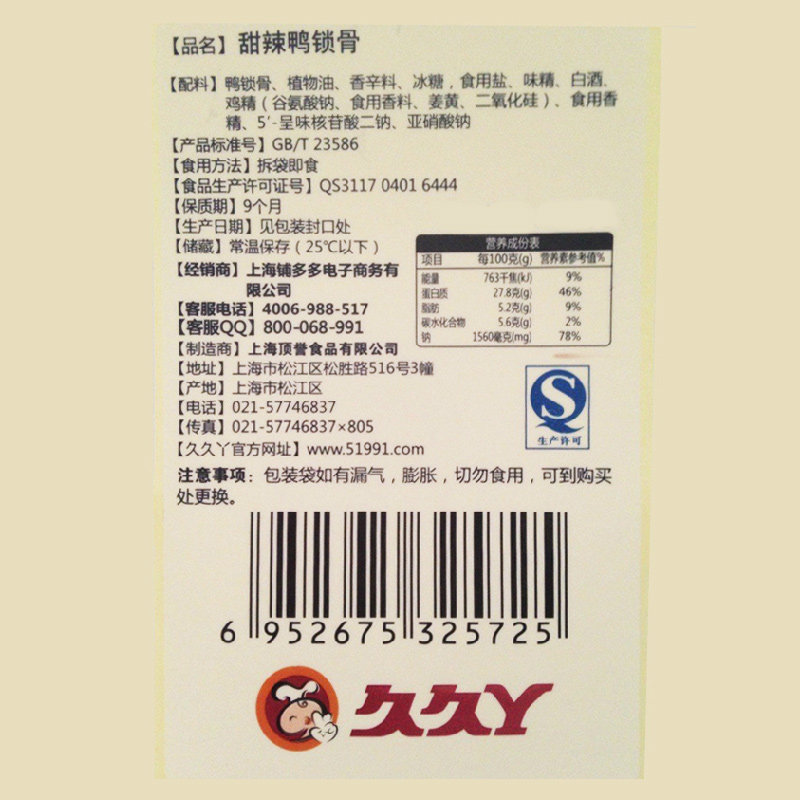 【品名】甜辣鸭锁骨
【配料】鸭锁骨、植物油、香辛料、冰糖,食用盐、味精、白酒、
鸡精(谷氨酸钠、食用香料、姜黄、二氧化硅)、食用香
精、5'-呈味核苷酸二钠、亚硝酸钠
【产品标准号】GB/T 23586
【食用方法】拆袋即食
【食品生产许可证号】QS3117 0401 6444
【保质期】9个月
【生产日期】见包装封口处
【储藏】常温保存(25℃以下)
【经销商】上海铺多多电子商务有
限公司
【客服电话】4006-988-517
【客服QQ】800-068-991
营养成份表
项目 每100克(g) 营养素参考值%
能量 763千焦(kJ) 9%
蛋白质 27.8克(g) 46%
脂肪 5.2克(g) 9%
碳水化合物 5.6克(g) 2%
钠 1560毫克(mg) 78%
【制造商】上海顶誉食品有限公司
【地址】上海市松江区松胜路516号3幢
【产地】上海市松江区
【电话】021-57746837
【传真】021-57746837×805
【久久丫官方网址】www.51991.com
生产许可
注意事项:包装袋如有漏气,膨胀,切勿食用,可到购买
处更换。
6 952675 325725
久久丫